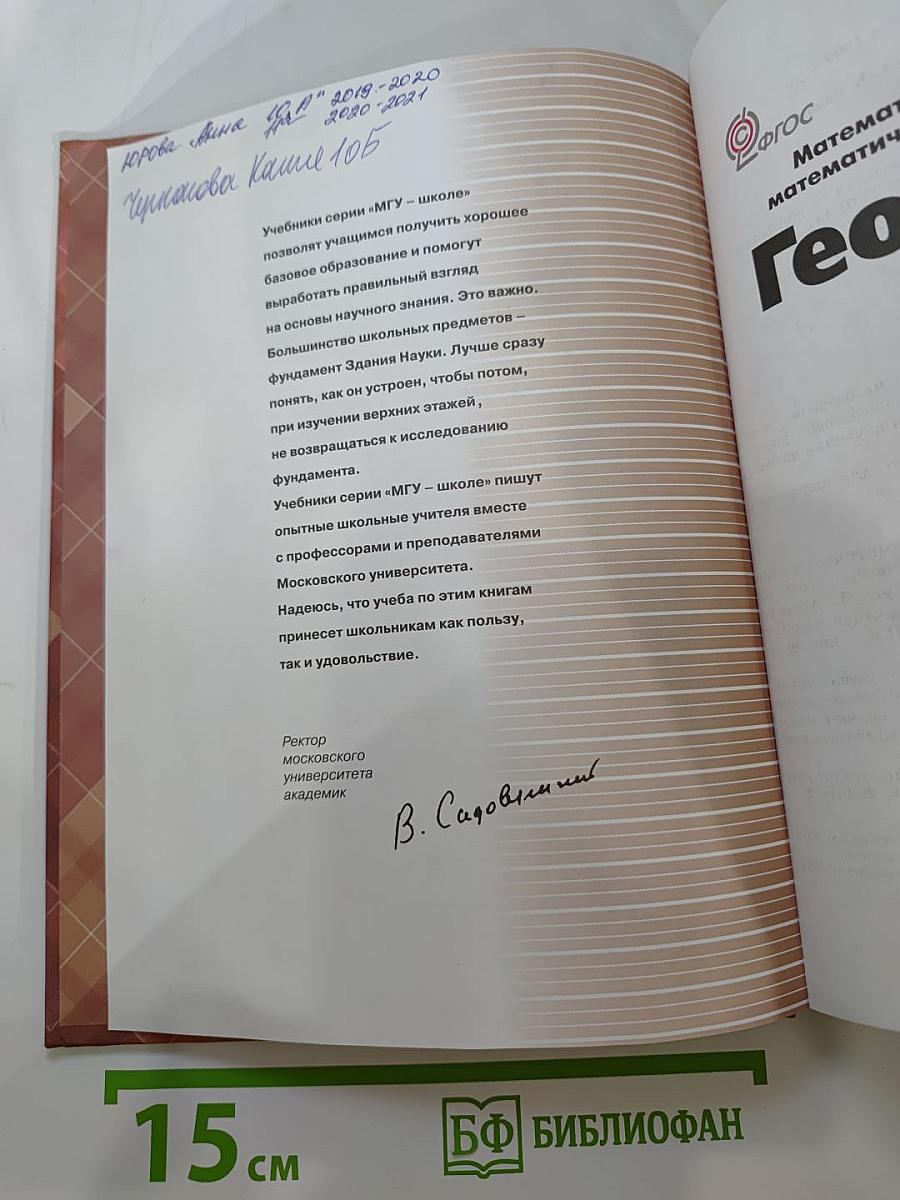 Юрова Анна 10„А" 2019-2020
11а 2020-2021
10Б
Учебники серии «МГУ – школе»
позволят учащимся получить хорошее
базовое образование и помогут
выработать правильный взгляд
на основы научного знания. Это важно.
Большинство школьных предметов –
фундамент Здания Науки. Лучше сразу
понять, как он устроен, чтобы потом,
при изучении верхних этажей,
не возвращаться к исследованию
фундамента.
Учебники серии «МГУ – школе» пишут
опытные школьные учителя вместе
с профессорами и преподавателями
Московского университета.
Надеюсь, что учеба по этим книгам
принесет школьникам как пользу,
так и удовольствие.
Ректор
московского
университета
академик
В. Садовничий
ФГОС
Математ
математич
Гео
15 см
БФ БИБЛИОФАН